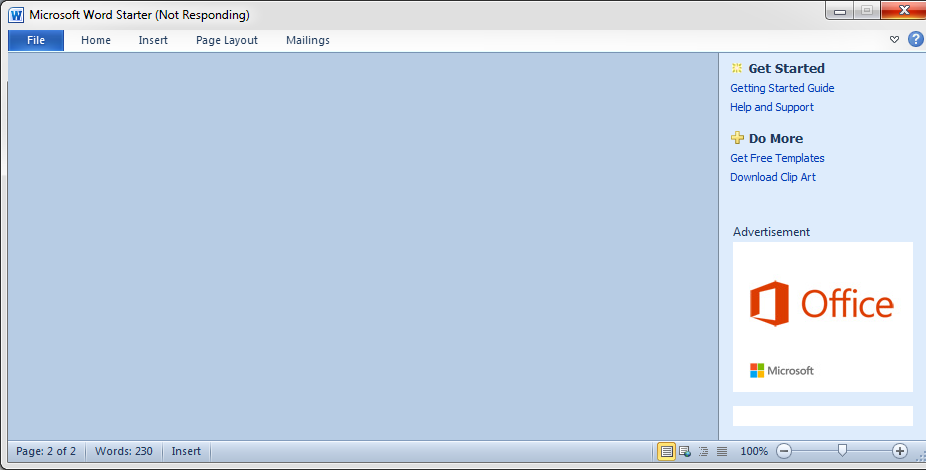 Microsoft Word Starter (Not Responding)
File Home Insert Page Layout Mailings
Get Started
Getting Started Guide
Help and Support
Do More
Get Free Templates
Download Clip Art
Advertisement
Office
Microsoft
Page: 2 of 2 Words: 230 Insert 100%